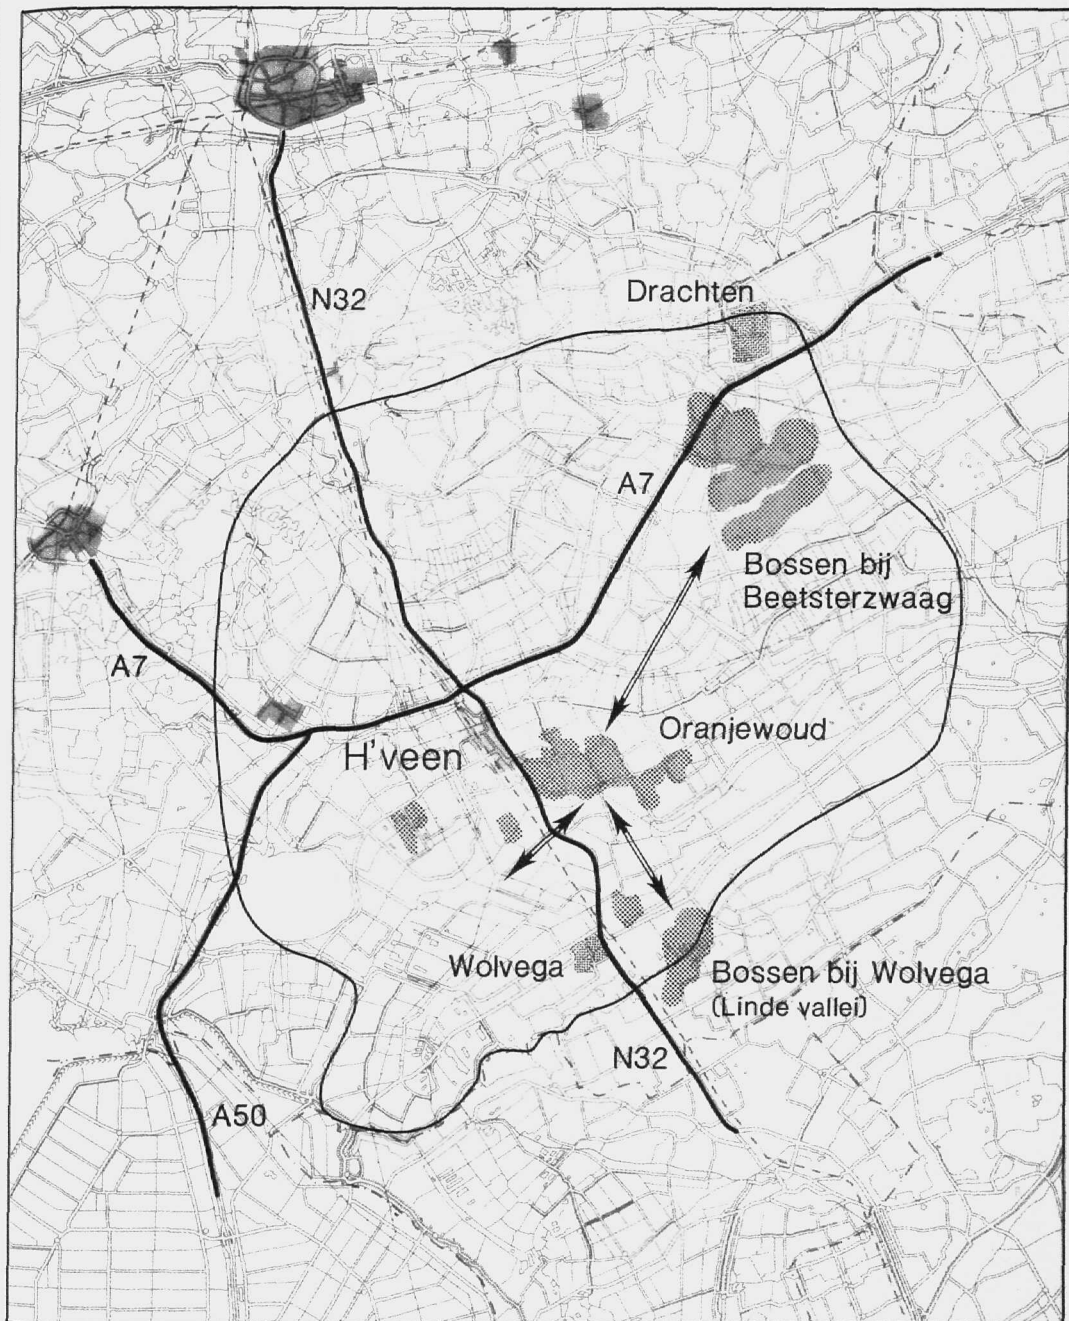 N32
Drachten
A7
Bossen bij
Beetsterzwaag
A7
Oranjewoud
H'veen
Wolvega
Bossen bij Wolvega
(Linde vallei)
N32
A50